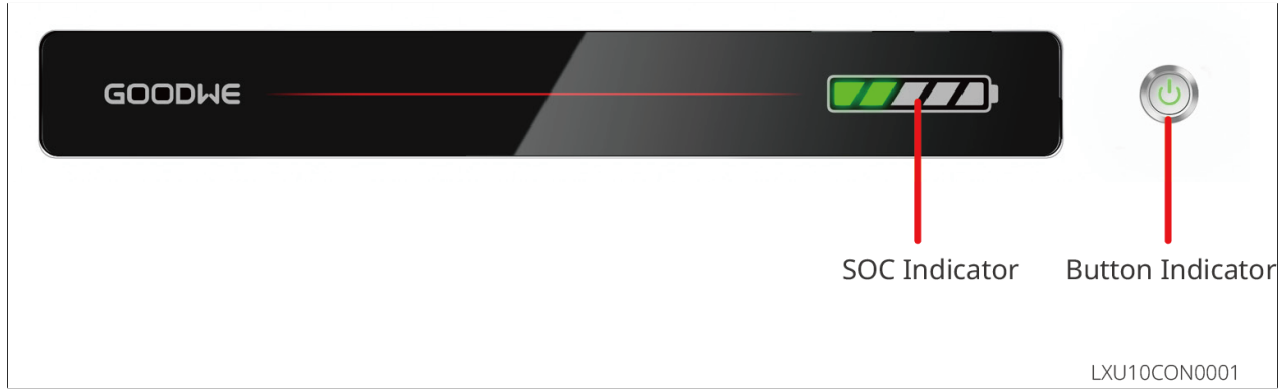 GOODWE
SOC Indicator
Button Indicator
LXU10CON0001